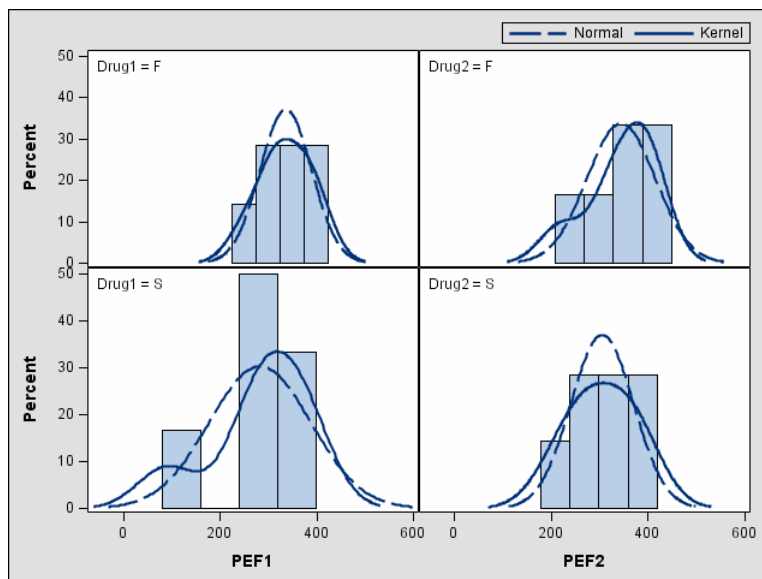 Normal Kernel
Drug1 = F
Drug2 = F
50
40
30
20
10
0
Percent
Drug1 = S
Drug2 = S
50
40
30
20
10
0
Percent
0 200 400 600
0 200 400 600
PEF1
PEF2